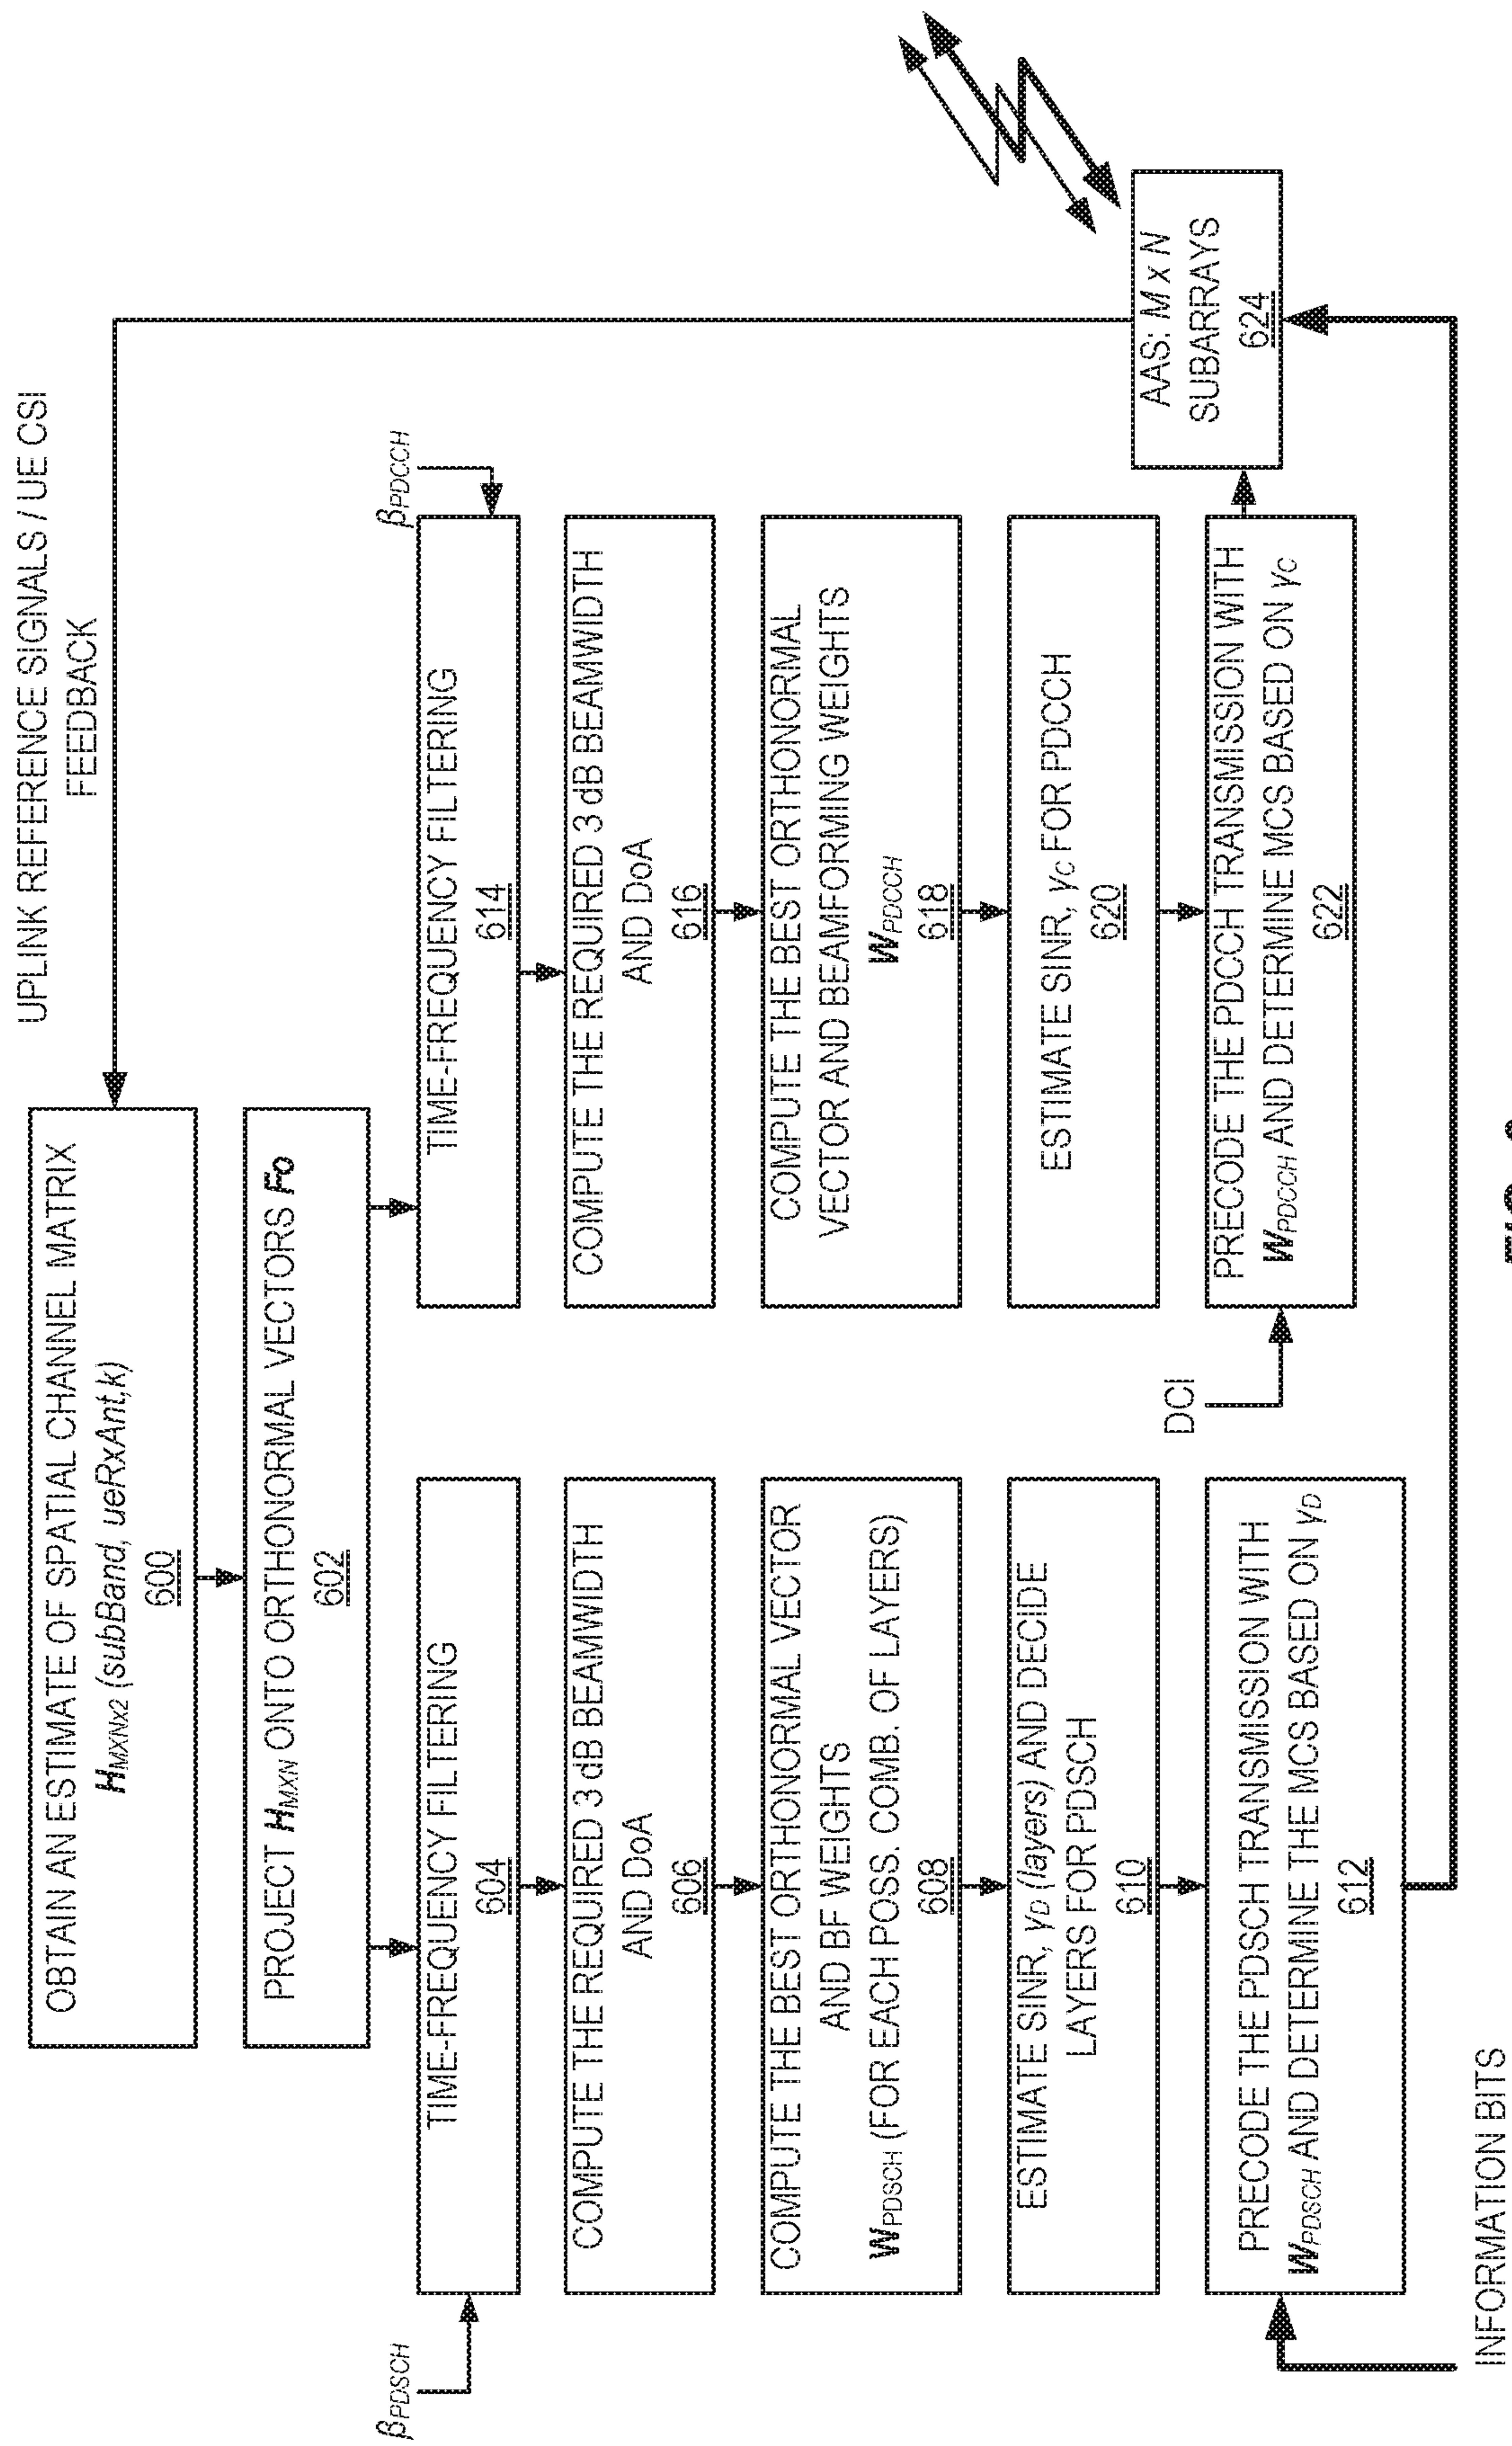 UPLINK REFERENCE SIGNALS / UE CSI
FEEDBACK
OBTAIN AN ESTIMATE OF SPATIAL CHANNEL MATRIX
H_MXNx2 (subBand, ueRxAnt,k)
600
PROJECT H_MXN ONTO ORTHONORMAL VECTORS Fo
602
β_PDSCH
TIME-FREQUENCY FILTERING
604
COMPUTE THE REQUIRED 3 dB BEAMWIDTH
AND DoA
606
COMPUTE THE BEST ORTHONORMAL VECTOR
AND BF WEIGHTS
W_PDSCH (FOR EACH POSS. COMB. OF LAYERS)
608
ESTIMATE SINR, γ_D (layers) AND DECIDE
LAYERS FOR PDSCH
610
PRECODE THE PDSCH TRANSMISSION WITH
W_PDSCH AND DETERMINE THE MCS BASED ON γ_D
612
INFORMATION BITS
β_PDCCH
TIME-FREQUENCY FILTERING
614
COMPUTE THE REQUIRED 3 dB BEAMWIDTH
AND DoA
616
COMPUTE THE BEST ORTHONORMAL
VECTOR AND BEAMFORMING WEIGHTS
W_PDCCH
618
ESTIMATE SINR, γ_C FOR PDCCH
620
DCI
PRECODE THE PDCCH TRANSMISSION WITH
W_PDCCH AND DETERMINE MCS BASED ON γ_C
622
AAS: M x N
SUBARRAYS
624